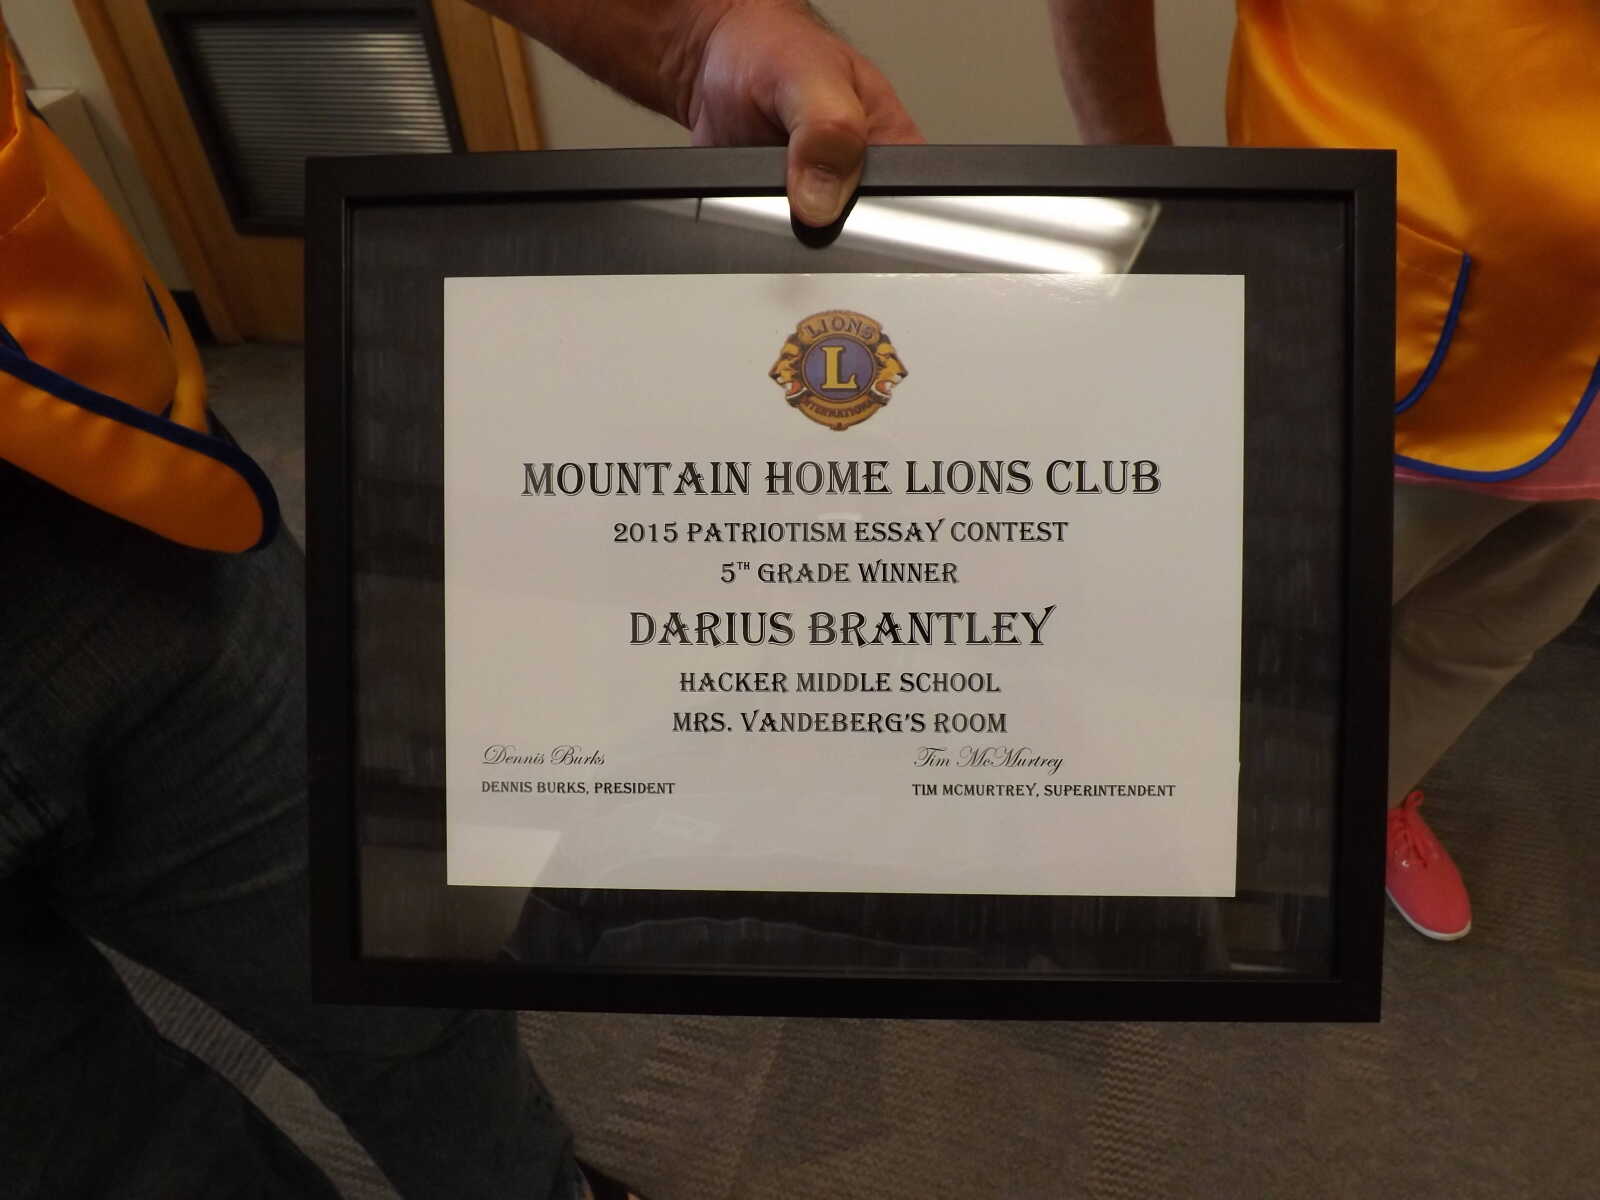 LIONS
L
INTERNATIONAL
MOUNTAIN HOME LIONS CLUB
2015 PATRIOTISM ESSAY CONTEST
5TH GRADE WINNER
DARIUS BRANTLEY
HACKER MIDDLE SCHOOL
MRS. VANDEBERG'S ROOM
Dennis Burks Tim McMurtrey
DENNIS BURKS, PRESIDENT TIM MCMURTREY, SUPERINTENDENT